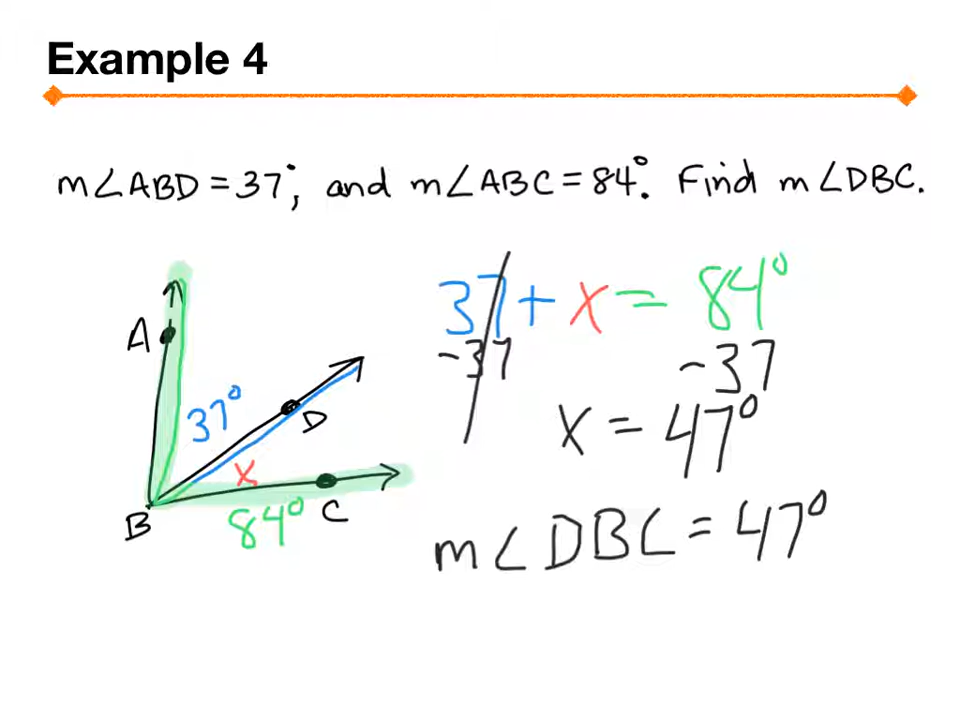 Example 4
m∠ABD = 37°, and m∠ABC = 84°. Find m∠DBC.
A
37°
D
x
B
84°
C
37 + x = 84°
-37 -37
x = 47°
m∠DBC = 47°